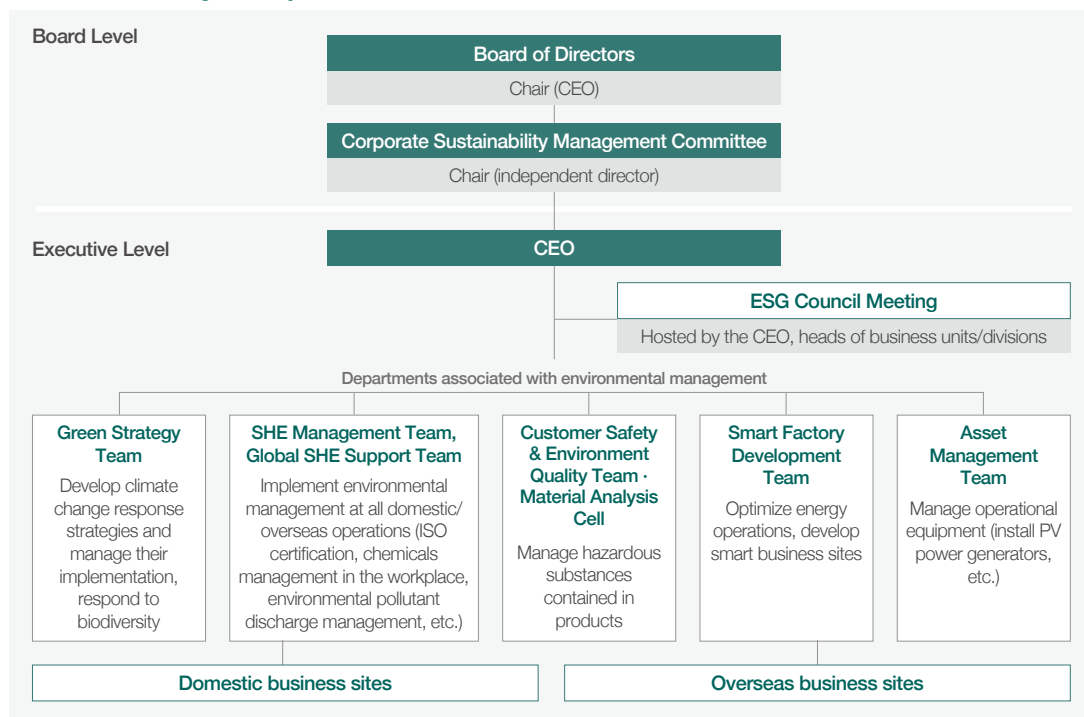 Board Level
Board of Directors
Chair (CEO)
Corporate Sustainability Management Committee
Chair (independent director)
Executive Level
CEO
ESG Council Meeting
Hosted by the CEO, heads of business units/divisions
Departments associated with environmental management
Green Strategy
Team
Develop climate
change response
strategies and
manage their
implementation,
respond to
biodiversity
SHE Management Team,
Global SHE Support Team
Implement environmental
management at all domestic/
overseas operations (ISO
certification, chemicals
management in the workplace,
environmental pollutant
discharge management, etc.)
Customer Safety
& Environment
Quality Team ·
Material Analysis
Cell
Manage hazardous
substances
contained in
products
Smart Factory
Development
Team
Optimize energy
operations, develop
smart business sites
Asset
Management
Team
Manage operational
equipment (install PV
power generators,
etc.)
Domestic business sites
Overseas business sites